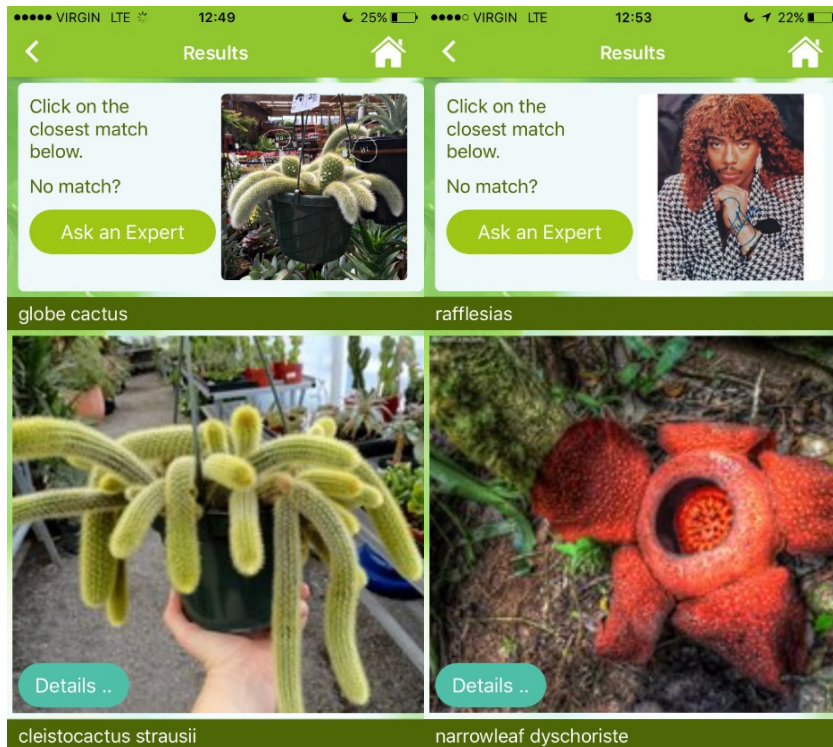 VIRGIN LTE 12:49 25%
Results
Click on the
closest match
below.
No match?
Ask an Expert
globe cactus
Details ..
cleistocactus strausii
VIRGIN LTE 12:53 22%
Results
Click on the
closest match
below.
No match?
Ask an Expert
rafflesias
Details ..
narrowleaf dyschoriste